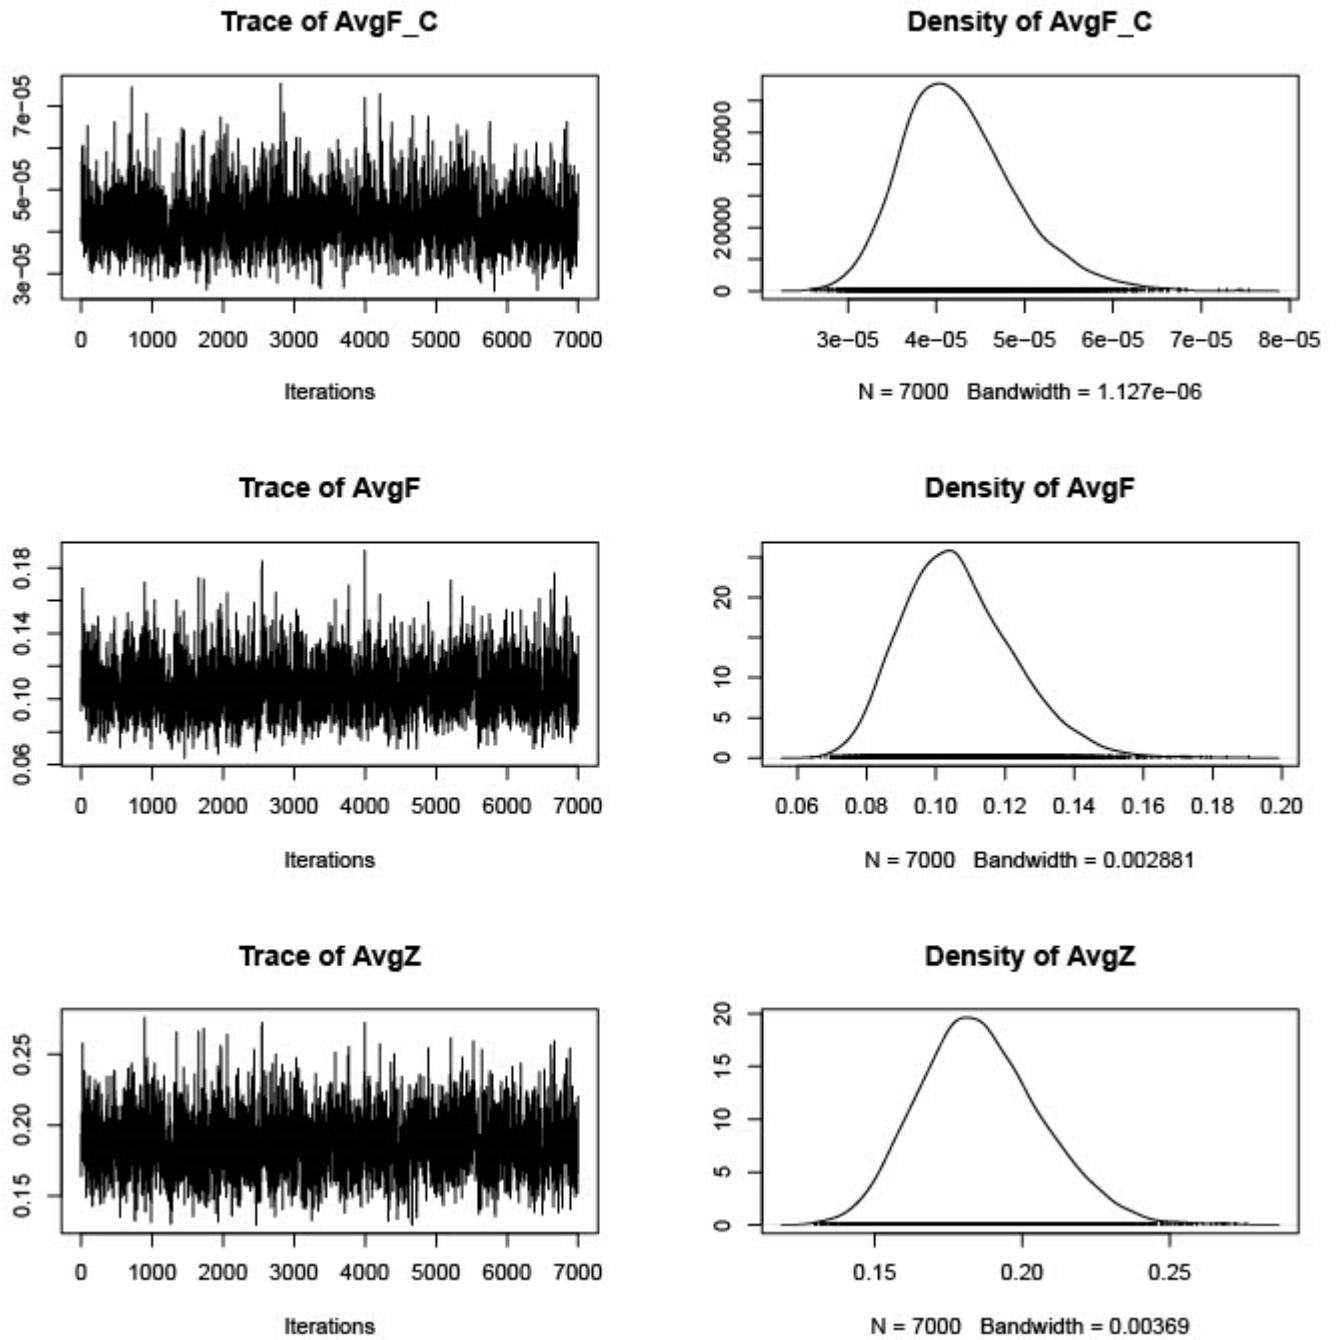 Trace of AvgF_C
Density of AvgF_C
3e−05 5e−05 7e−05
0 1000 2000 3000 4000 5000 6000 7000
Iterations
0 20000 50000
3e−05 4e−05 5e−05 6e−05 7e−05 8e−05
N = 7000 Bandwidth = 1.127e−06
Trace of AvgF
Density of AvgF
0.06 0.10 0.14 0.18
0 1000 2000 3000 4000 5000 6000 7000
Iterations
0 5 10 20
0.06 0.08 0.10 0.12 0.14 0.16 0.18 0.20
N = 7000 Bandwidth = 0.002881
Trace of AvgZ
Density of AvgZ
0.15 0.20 0.25
0 1000 2000 3000 4000 5000 6000 7000
Iterations
0 5 10 15 20
0.15 0.20 0.25
N = 7000 Bandwidth = 0.00369